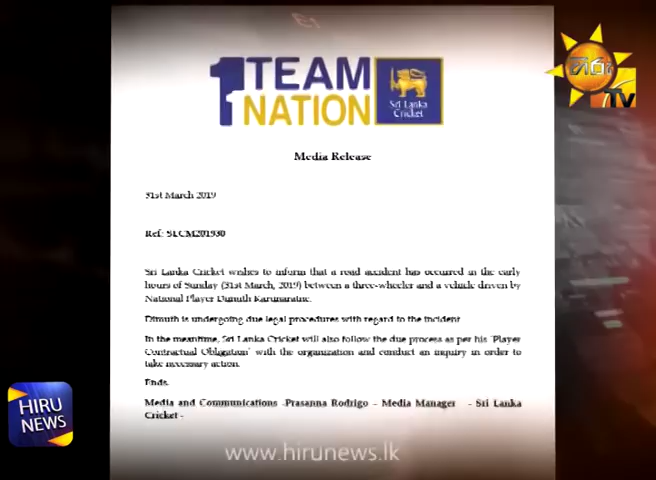 1 TEAM
NATION
Sri Lanka
Cricket
හිරු
TV
Media Release
31st March 2019
Ref: SLCM201930
Sri Lanka Cricket wishes to inform that a road accident has occurred in the early
hours of Sunday (31st March, 2019) between a three-wheeler and a vehicle driven by
National Player Dimuth Karunaratne.
Dimuth is undergoing due legal procedures with regard to the incident
In the meantime, Sri Lanka Cricket will also follow the due process as per his 'Player
Contractual Obligation' with the organization and conduct an inquiry in order to
take necessary action.
Ends.
Media and Communications -Prasanna Rodrigo - Media Manager - Sri Lanka
Cricket -
HIRU
NEWS
www.hirunews.lk